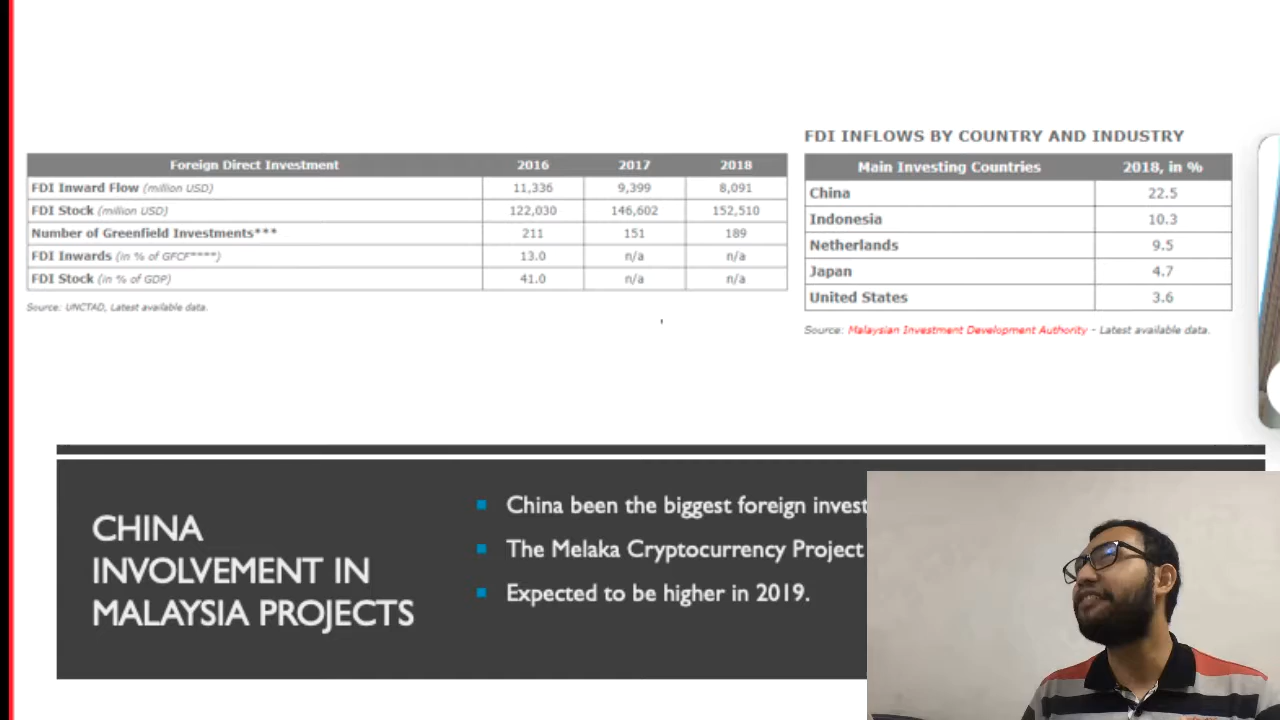 Foreign Direct Investment 2016 2017 2018
FDI Inward Flow (million USD) 11,336 9,399 8,091
FDI Stock (million USD) 122,030 146,602 152,510
Number of Greenfield Investments*** 211 151 189
FDI Inwards (in % of GFCF****) 13.0 n/a n/a
FDI Stock (in % of GDP) 41.0 n/a n/a
Source: UNCTAD, Latest available data.
FDI INFLOWS BY COUNTRY AND INDUSTRY
Main Investing Countries 2018, in %
China 22.5
Indonesia 10.3
Netherlands 9.5
Japan 4.7
United States 3.6
Source: Malaysian Investment Development Authority - Latest available data.
CHINA
INVOLVEMENT IN
MALAYSIA PROJECTS
China been the biggest foreign invest
The Melaka Cryptocurrency Project
Expected to be higher in 2019.